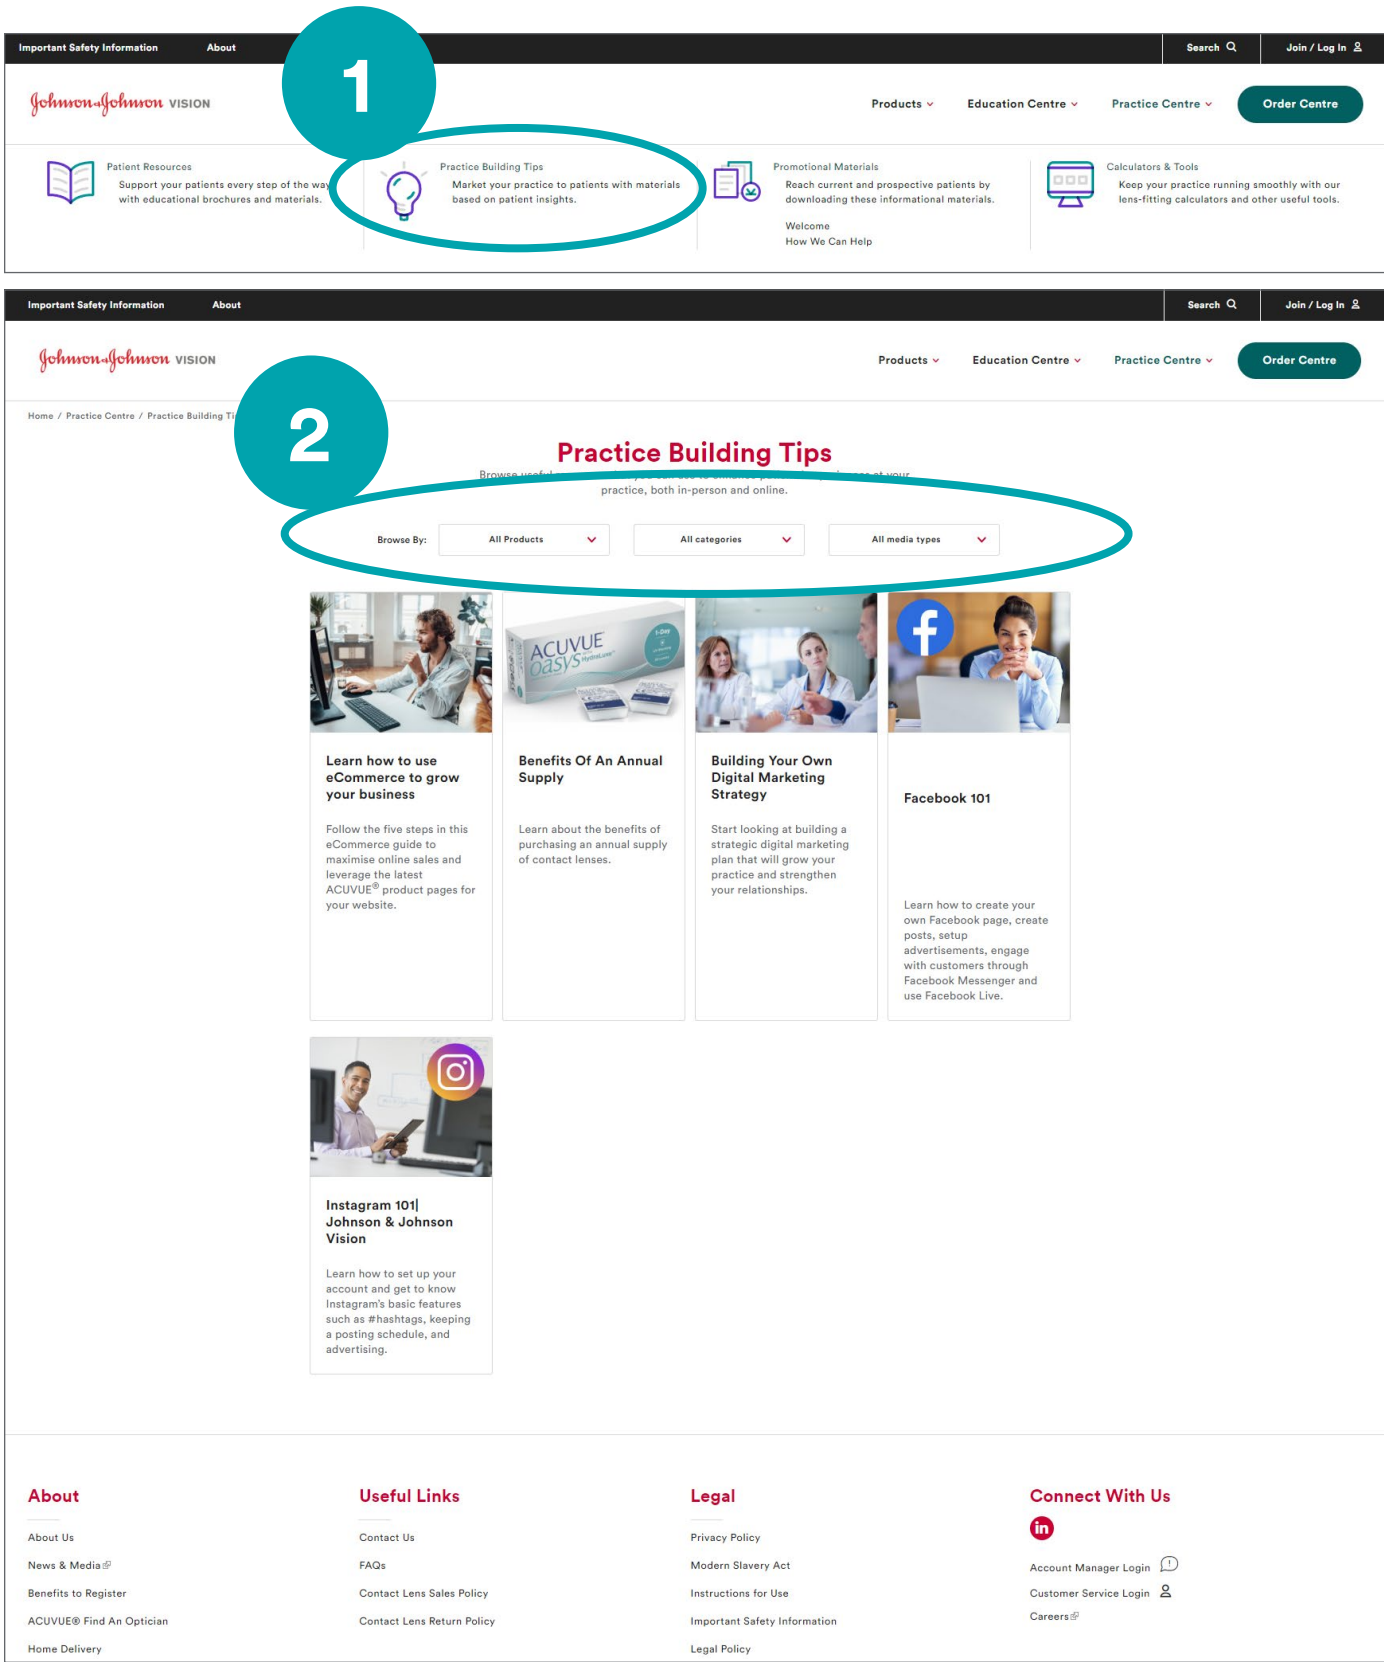 1
Important Safety Information About Search Join / Log In
Johnson & Johnson VISION Products Education Centre Practice Centre Order Centre
Patient Resources
Support your patients every step of the way
with educational brochures and materials.
Practice Building Tips
Market your practice to patients with materials
based on patient insights.
Promotional Materials
Reach current and prospective patients by
downloading these informational materials.
Welcome
How We Can Help
Calculators & Tools
Keep your practice running smoothly with our
lens-fitting calculators and other useful tools.
Important Safety Information About Search Join / Log In
Johnson & Johnson VISION Products Education Centre Practice Centre Order Centre
2
Home / Practice Centre / Practice Building
Practice Building Tips
Browse useful at your
practice, both in-person and online.
Browse By: All Products All categories All media types
ACUVUE
OASYS HydraLuxe
1-Day
Learn how to use
eCommerce to grow
your business
Follow the five steps in this
eCommerce guide to
maximise online sales and
leverage the latest
ACUVUE® product pages for
your website.
Benefits Of An Annual
Supply
Learn about the benefits of
purchasing an annual supply
of contact lenses.
Building Your Own
Digital Marketing
Strategy
Start looking at building a
strategic digital marketing
plan that will grow your
practice and strengthen
your relationships.
Facebook 101
Learn how to create your
own Facebook page, create
posts, setup
advertisements, engage
with customers through
Facebook Messenger and
use Facebook Live.
Instagram 101|
Johnson & Johnson
Vision
Learn how to set up your
account and get to know
Instagram's basic features
such as #hashtags, keeping
a posting schedule, and
advertising.
About
About Us
News & Media
Benefits to Register
ACUVUE® Find An Optician
Home Delivery
Useful Links
Contact Us
FAQs
Contact Lens Sales Policy
Contact Lens Return Policy
Legal
Privacy Policy
Modern Slavery Act
Instructions for Use
Important Safety Information
Legal Policy
Connect With Us
in
Account Manager Login
Customer Service Login
Careers